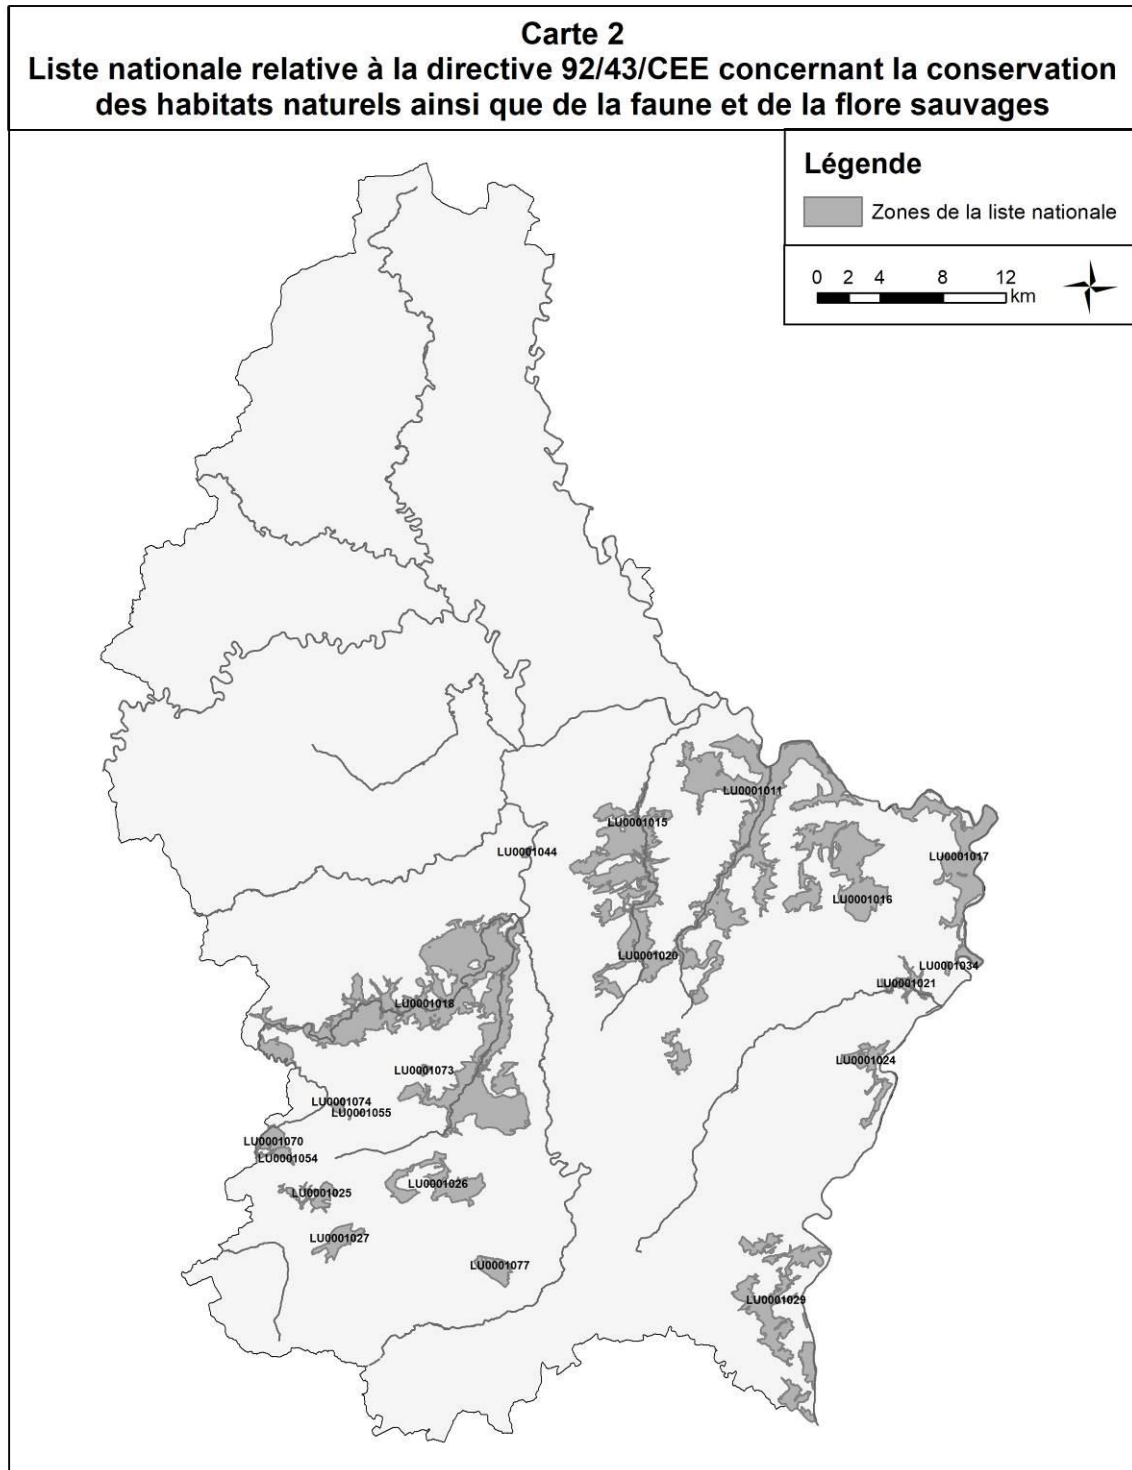 Carte 2
Liste nationale relative à la directive 92/43/CEE concernant la conservation
des habitats naturels ainsi que de la faune et de la flore sauvages
Légende
Zones de la liste nationale
0 2 4 8 12
km
LU0001011
LU0001015
LU0001044
LU0001017
LU0001016
LU0001020
LU0001034
LU0001021
LU0001018
LU0001024
LU0001073
LU0001074
LU0001055
LU0001070
LU0001054
LU0001026
LU0001025
LU0001027
LU0001077
LU0001029